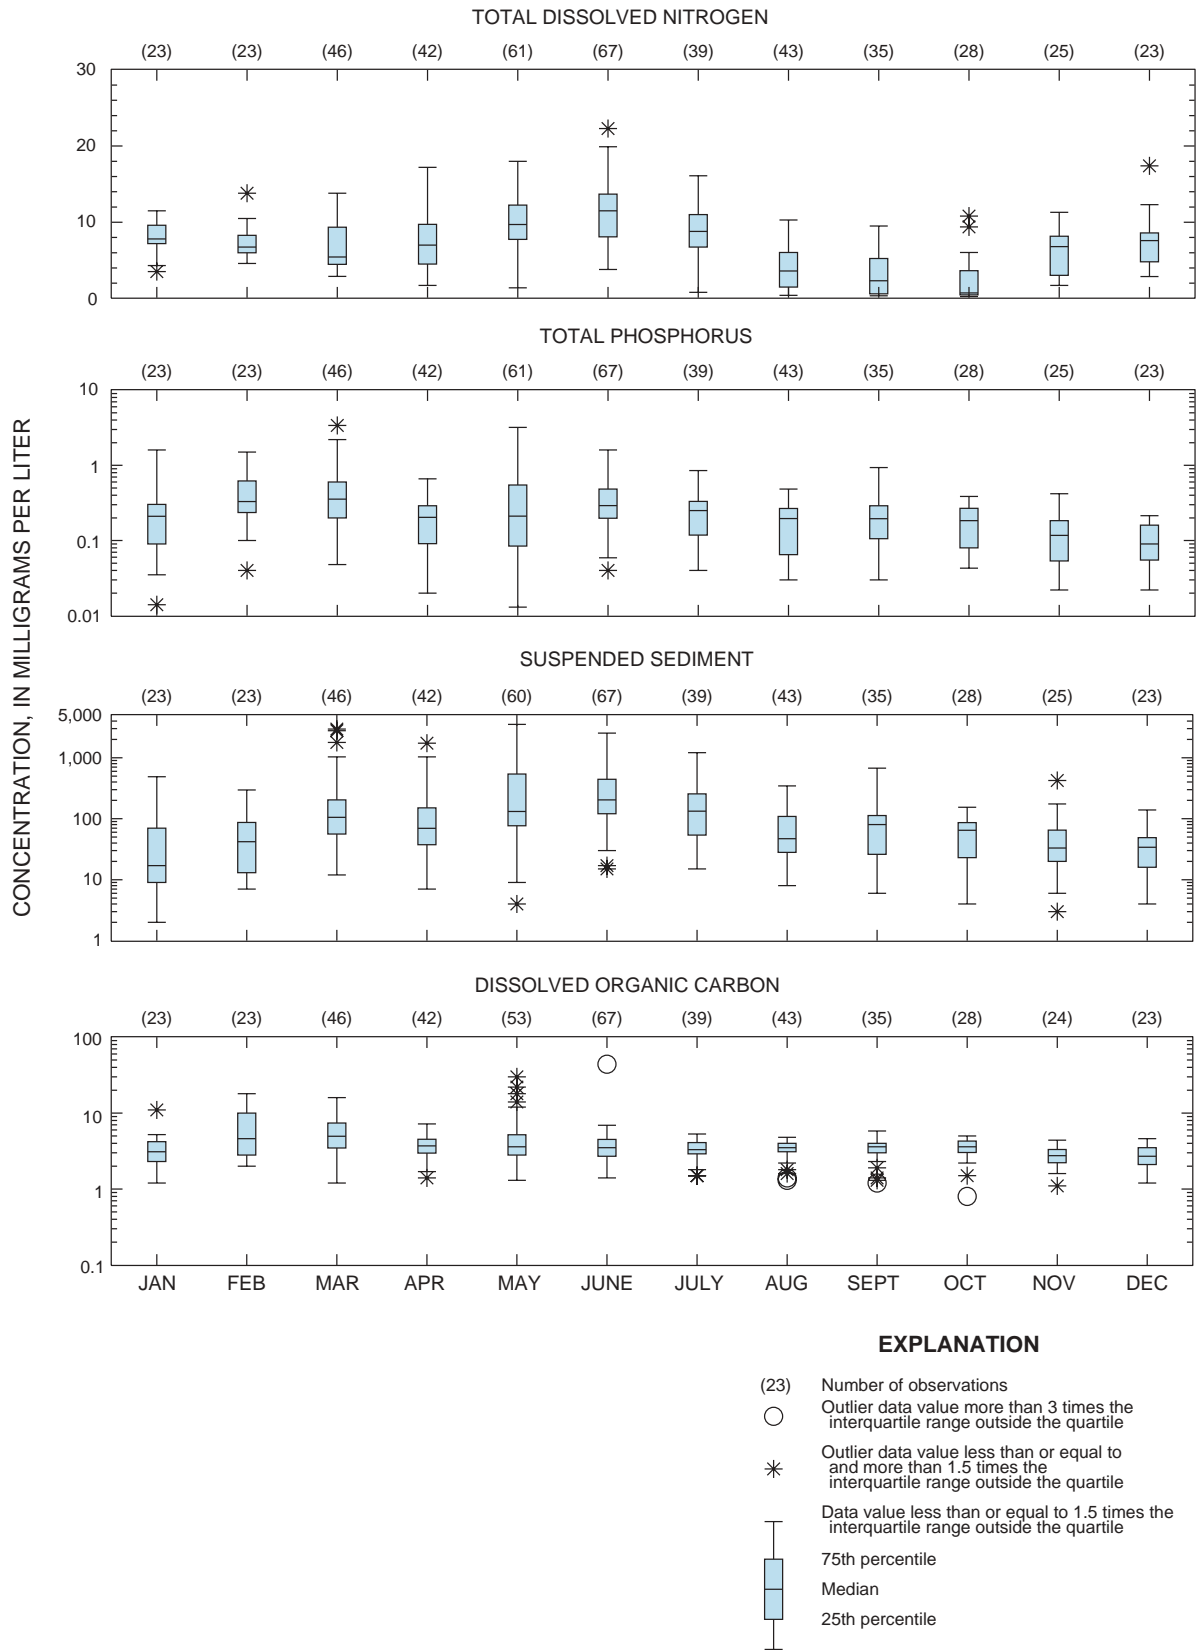 TOTAL DISSOLVED NITROGEN
(23) (23) (46) (42) (61) (67) (39) (43) (35) (28) (25) (23)
30
20
10
0
TOTAL PHOSPHORUS
(23) (23) (46) (42) (61) (67) (39) (43) (35) (28) (25) (23)
10
1
0.1
0.01
CONCENTRATION, IN MILLIGRAMS PER LITER
SUSPENDED SEDIMENT
(23) (23) (46) (42) (60) (67) (39) (43) (35) (28) (25) (23)
5,000
1,000
100
10
1
DISSOLVED ORGANIC CARBON
(23) (23) (46) (42) (53) (67) (39) (43) (35) (28) (24) (23)
100
10
1
0.1
JAN FEB MAR APR MAY JUNE JULY AUG SEPT OCT NOV DEC
EXPLANATION
(23) Number of observations
Outlier data value more than 3 times the
interquartile range outside the quartile
Outlier data value less than or equal to
and more than 1.5 times the
interquartile range outside the quartile
Data value less than or equal to 1.5 times the
interquartile range outside the quartile
75th percentile
Median
25th percentile